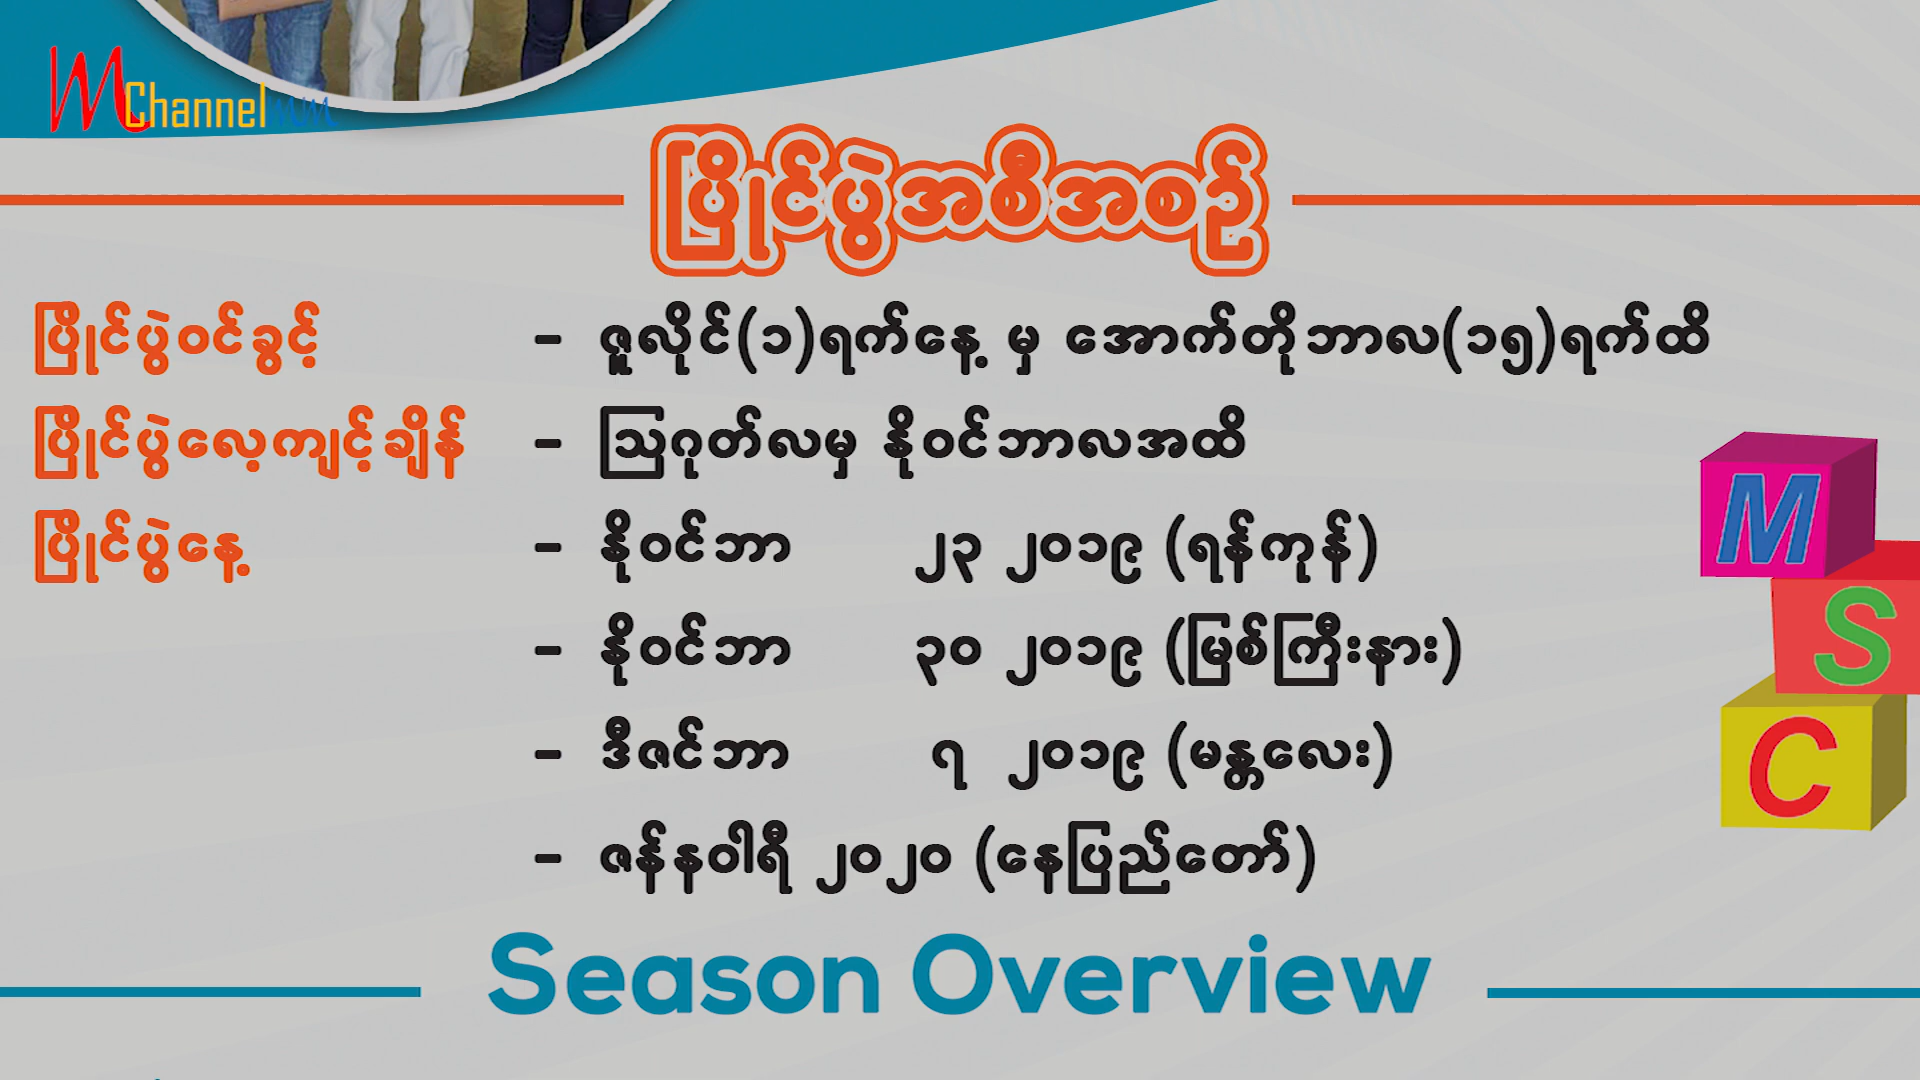 M Channel MM
ပြိုင်ပွဲအစီအစဉ်
ပြိုင်ပွဲဝင်ခွင့် - ဇူလိုင်(၁)ရက်နေ့ မှ အောက်တိုဘာလ(၁၅)ရက်ထိ
ပြိုင်ပွဲလေ့ကျင့်ချိန် - ဩဂုတ်လမှ နိုဝင်ဘာလအထိ
ပြိုင်ပွဲနေ့ - နိုဝင်ဘာ ၂၃ ၂၀၁၉ (ရန်ကုန်)
- နိုဝင်ဘာ ၃၀ ၂၀၁၉ (မြစ်ကြီးနား)
- ဒီဇင်ဘာ ၇ ၂၀၁၉ (မန္တလေး)
- ဇန်နဝါရီ ၂၀၂၀ (နေပြည်တော်)
M
S
C
Season Overview